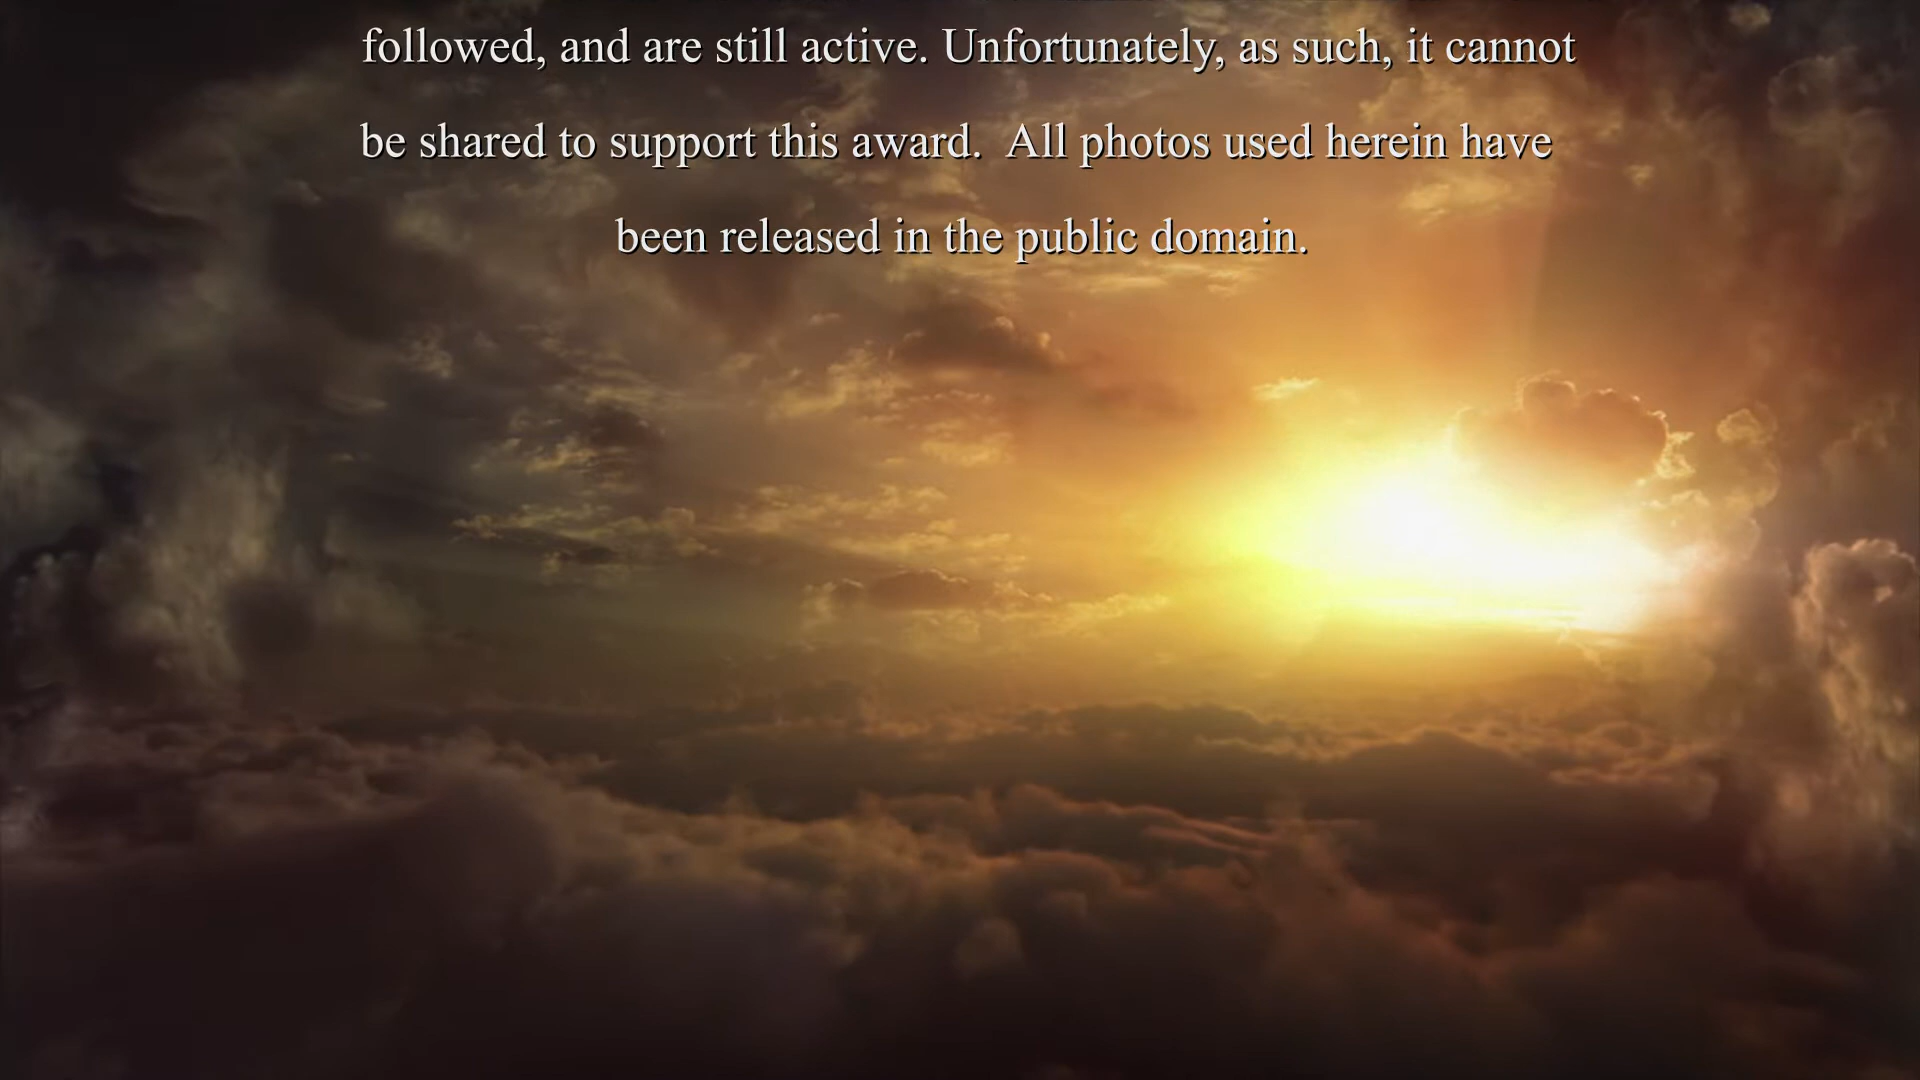 followed, and are still active. Unfortunately, as such, it cannot
be shared to support this award.  All photos used herein have
been released in the public domain.